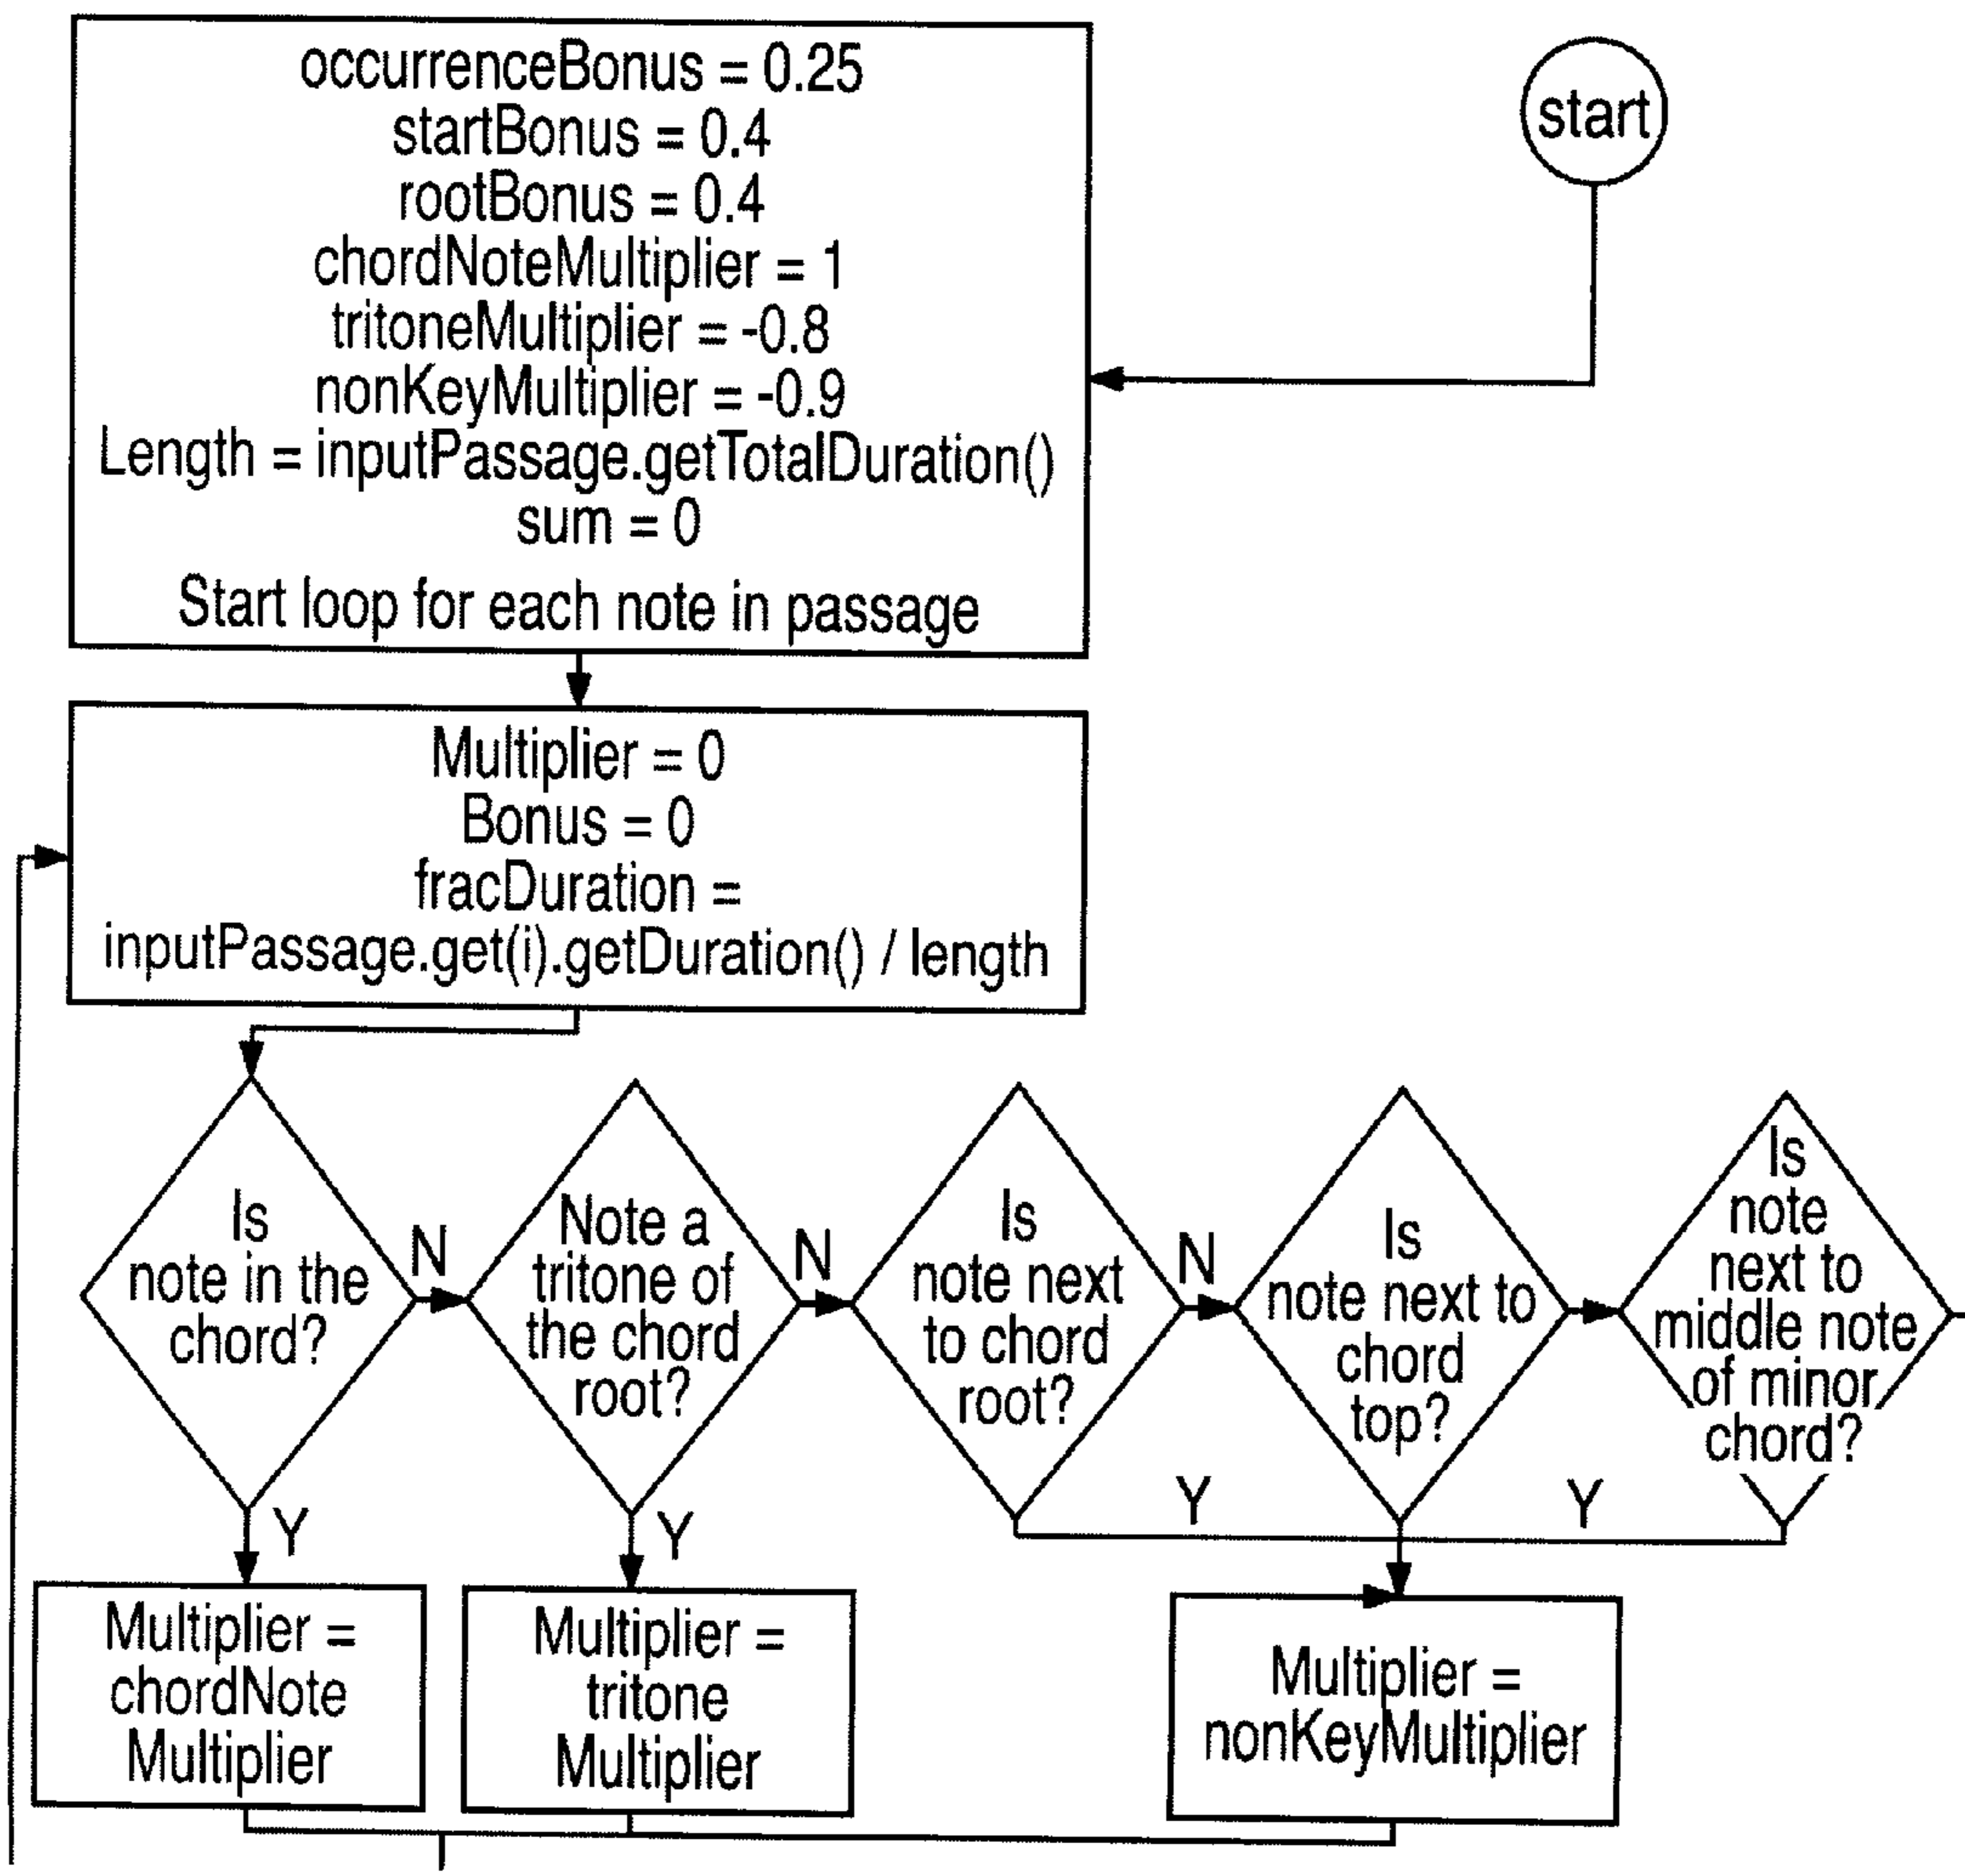 occurrenceBonus = 0.25
startBonus = 0.4
rootBonus = 0.4
chordNoteMultiplier = 1
tritoneMultiplier = -0.8
nonKeyMultiplier = -0.9
Length = inputPassage.getTotalDuration()
sum = 0
Start loop for each note in passage
start
Multiplier = 0
Bonus = 0
fracDuration =
inputPassage.get(i).getDuration() / length
Is
note in the
chord?
N
Y
Note a
tritone of
the chord
root?
N
Y
Is
note next
to chord
root?
N
Y
Is
note next to
chord
top?
Y
Is
note
next to
middle note
of minor
chord?
Multiplier =
chordNote
Multiplier
Multiplier =
tritone
Multiplier
Multiplier =
nonKeyMultiplier